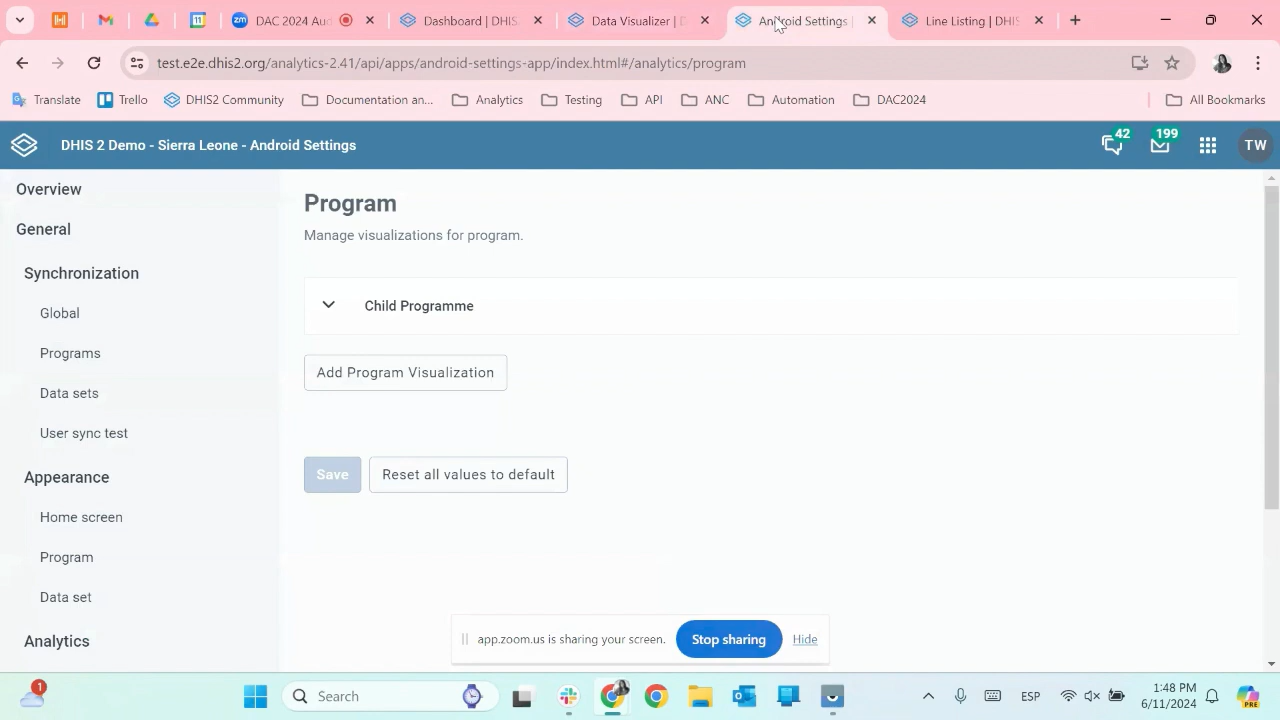 DAC 2024 Aud
Dashboard | DHIS
Data Visualizer | D
Android Settings |
Line Listing | DHIS
test.e2e.dhis2.org/analytics-2.41/api/apps/android-settings-app/index.html#/analytics/program
Translate
Trello
DHIS2 Community
Documentation an...
Analytics
Testing
API
ANC
Automation
DAC2024
All Bookmarks
DHIS 2 Demo - Sierra Leone - Android Settings
42
199
TW
Overview
General
Synchronization
Global
Programs
Data sets
User sync test
Appearance
Home screen
Program
Data set
Analytics
Program
Manage visualizations for program.
Child Programme
Add Program Visualization
Save
Reset all values to default
app.zoom.us is sharing your screen.
Stop sharing
Hide
1
Search
ESP
1:48 PM
6/11/2024
PRE